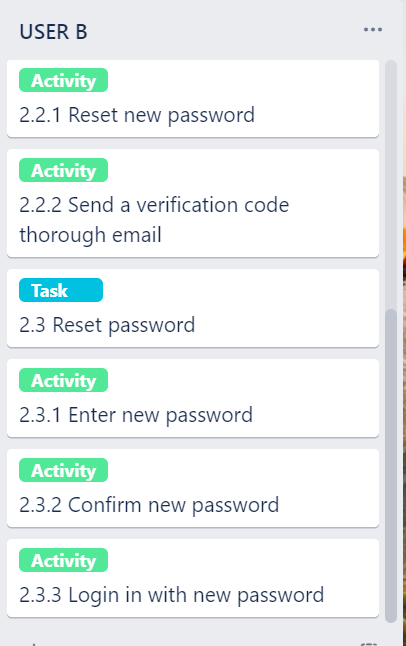 USER B
Activity
2.2.1 Reset new password
Activity
2.2.2 Send a verification code
thorough email
Task
2.3 Reset password
Activity
2.3.1 Enter new password
Activity
2.3.2 Confirm new password
Activity
2.3.3 Login in with new password